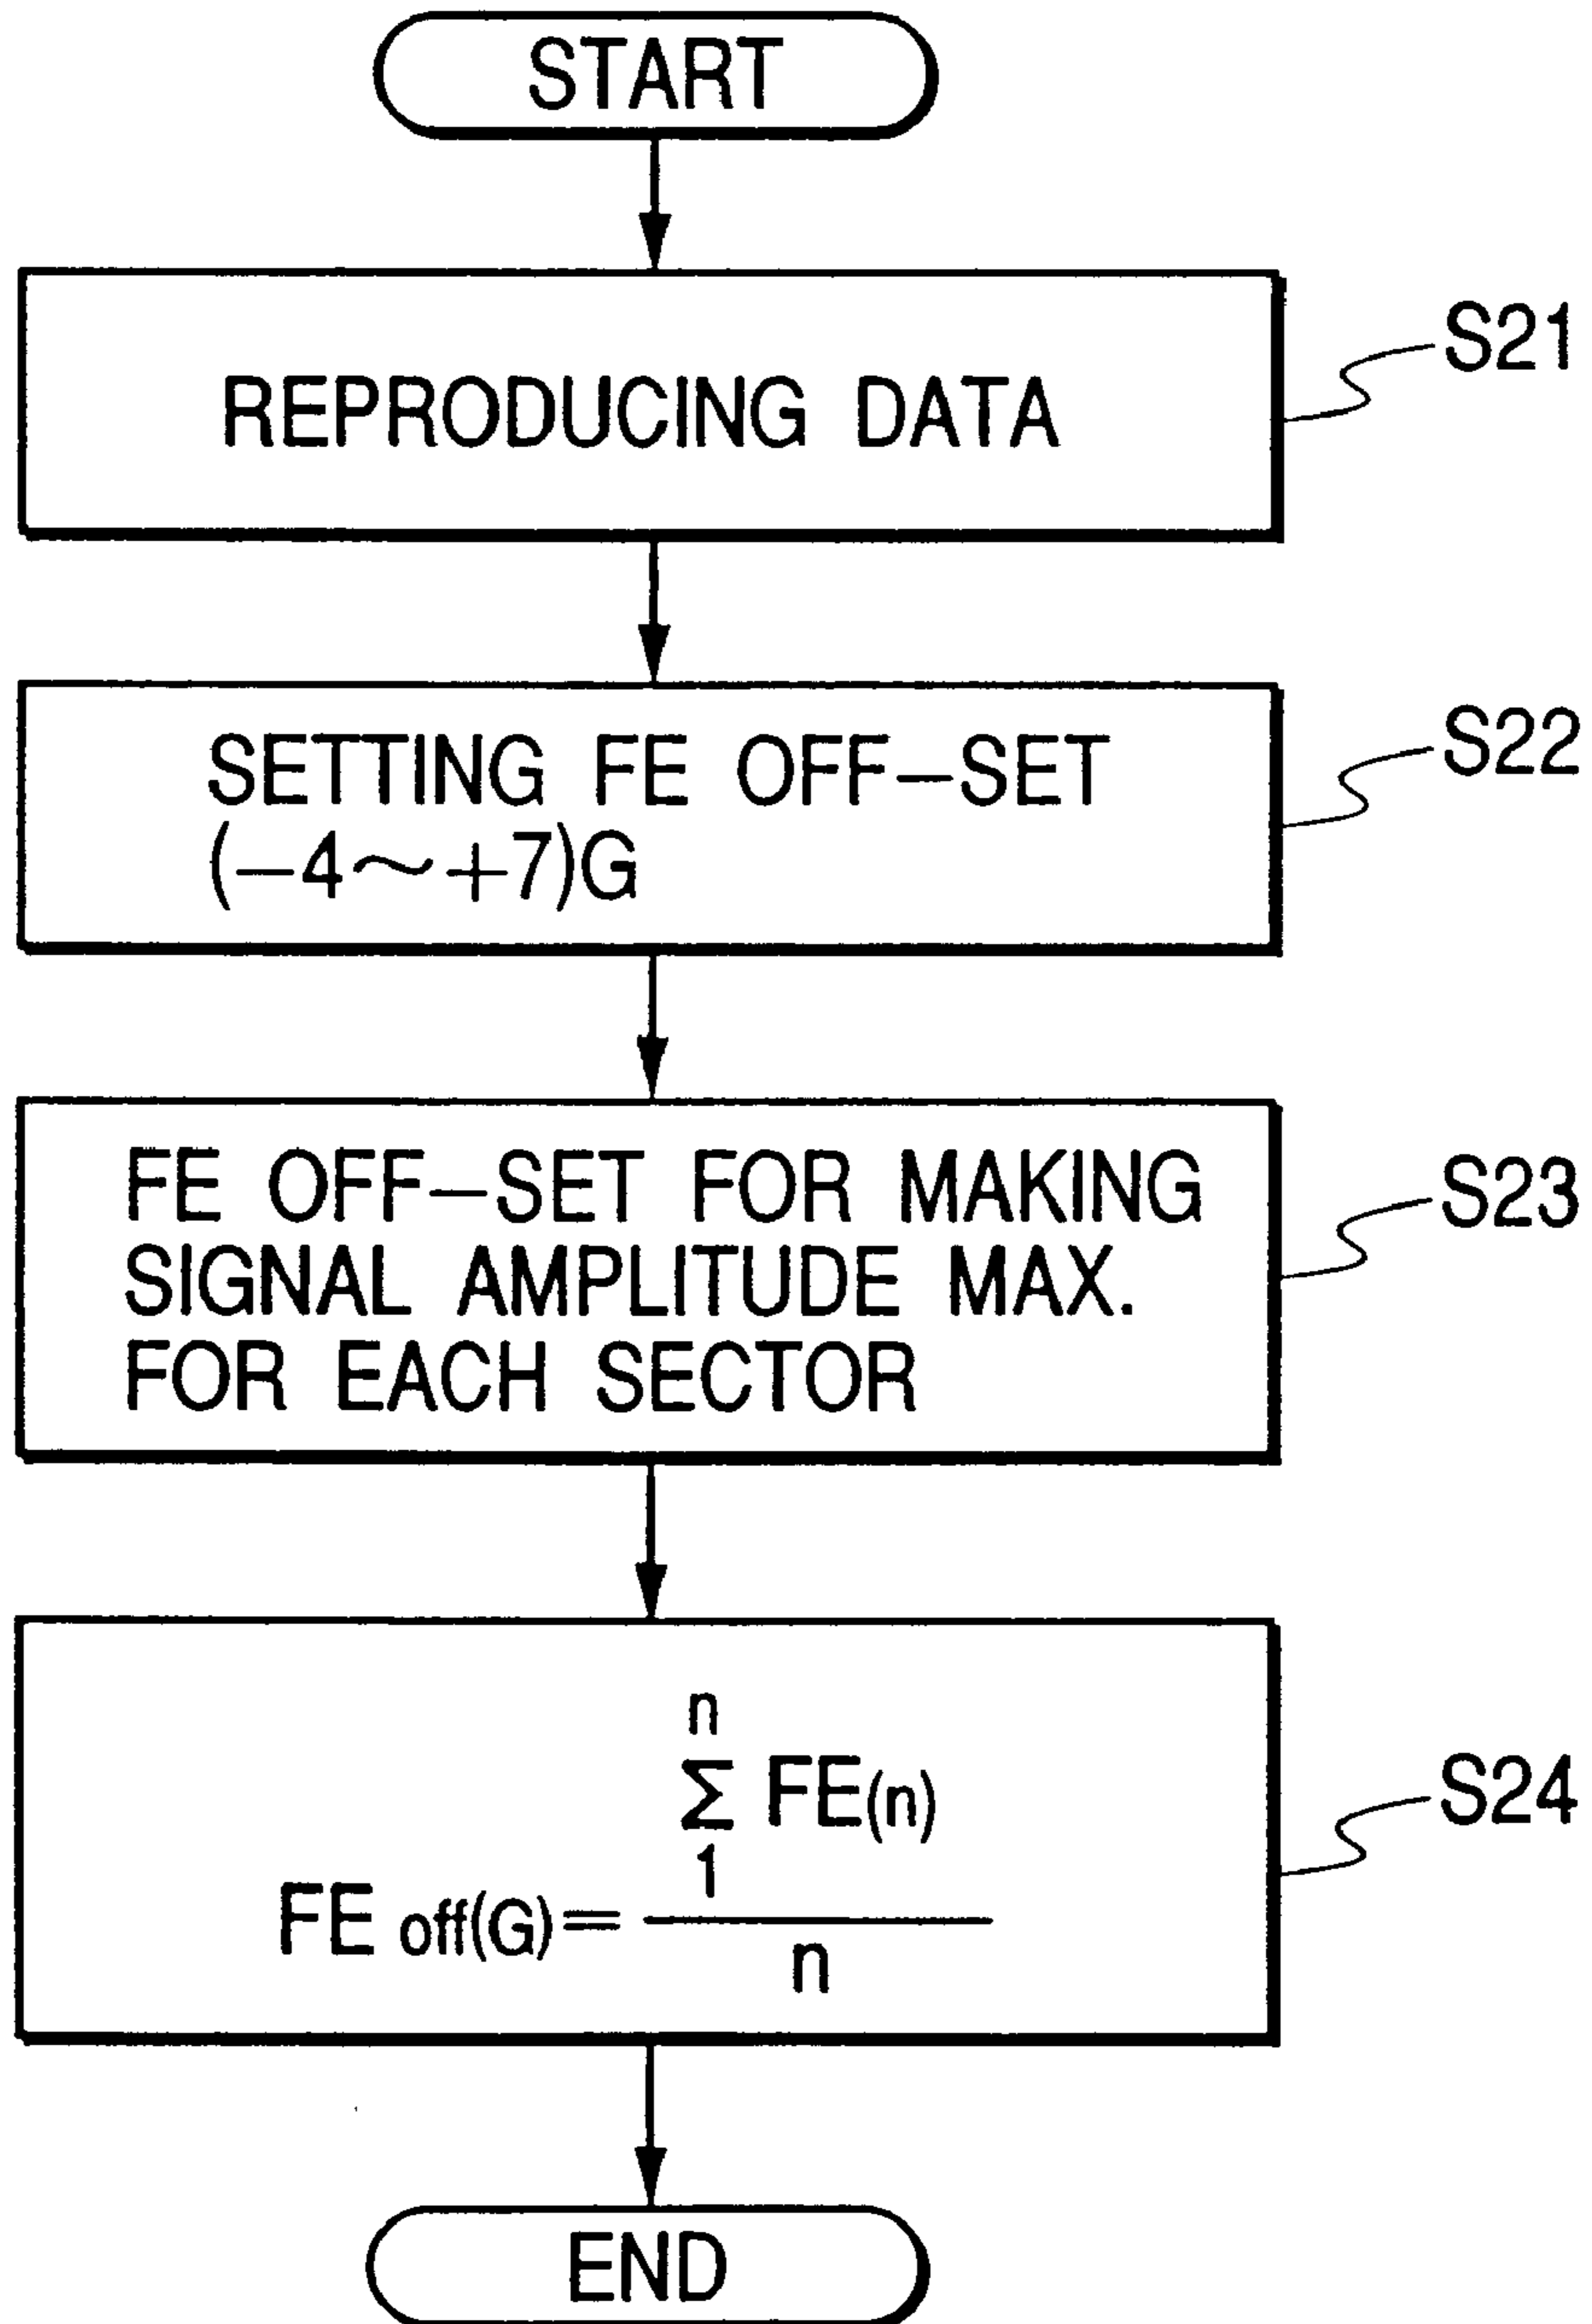 START
REPRODUCING DATA
S21
SETTING FE OFF—SET
(—4～+7)G
S22
FE OFF—SET FOR MAKING
SIGNAL AMPLITUDE MAX.
FOR EACH SECTOR
S23
n
Σ FE(n)
1
FE off(G)=
n
S24
END